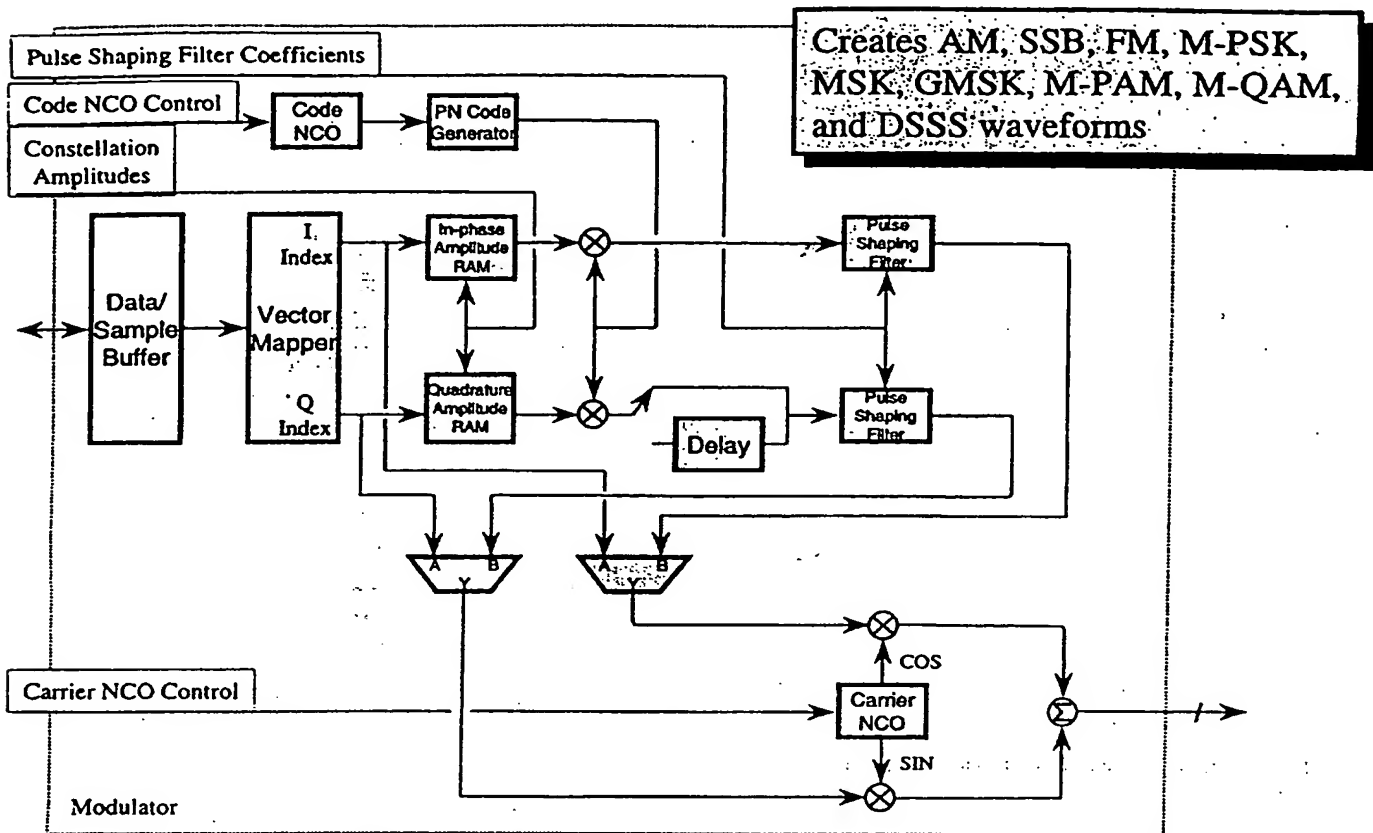 Creates AM, SSB, FM, M-PSK,
MSK, GMSK, M-PAM, M-QAM,
and DSSS waveforms
Pulse Shaping Filter Coefficients
Code NCO Control
Code
NCO
PN Code
Generator
Constellation
Amplitudes
Data/
Sample
Buffer
I
Index
Vector
Mapper
Q
Index
In-phase
Amplitude
RAM
Quadrature
Amplitude
RAM
Pulse
Shaping
Filter
Delay
Pulse
Shaping
Filter
A
B
Y
A
B
Y
COS
Carrier NCO Control
Carrier
NCO
Σ
SIN
Modulator